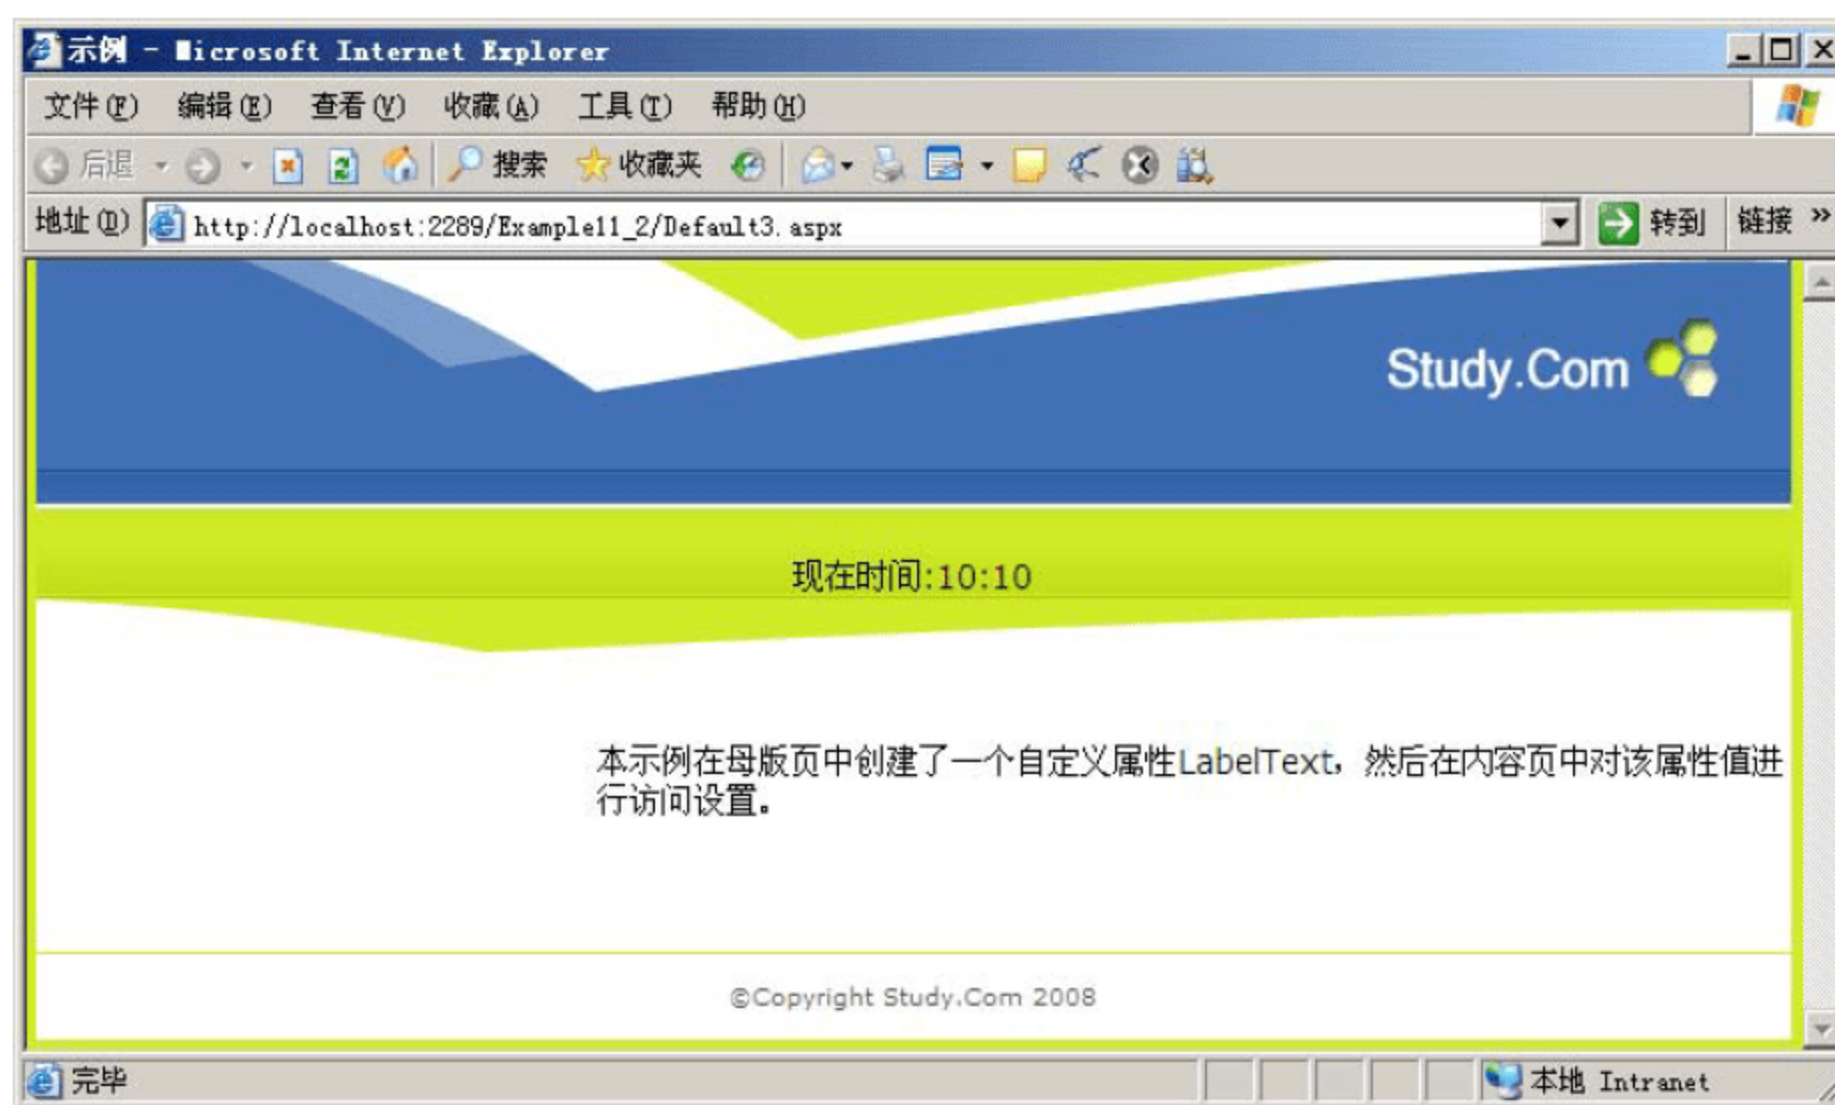 示例 - Microsoft Internet Explorer
文件(F) 编辑(E) 查看(V) 收藏(A) 工具(T) 帮助(H)
后退 搜索 收藏夹
地址(D) http://localhost:2289/Example11_2/Default3.aspx 转到 链接 »
Study.Com
现在时间:10:10
本示例在母版页中创建了一个自定义属性LabelText，然后在内容页中对该属性值进
行访问设置。
©Copyright Study.Com 2008
完毕 本地 Intranet